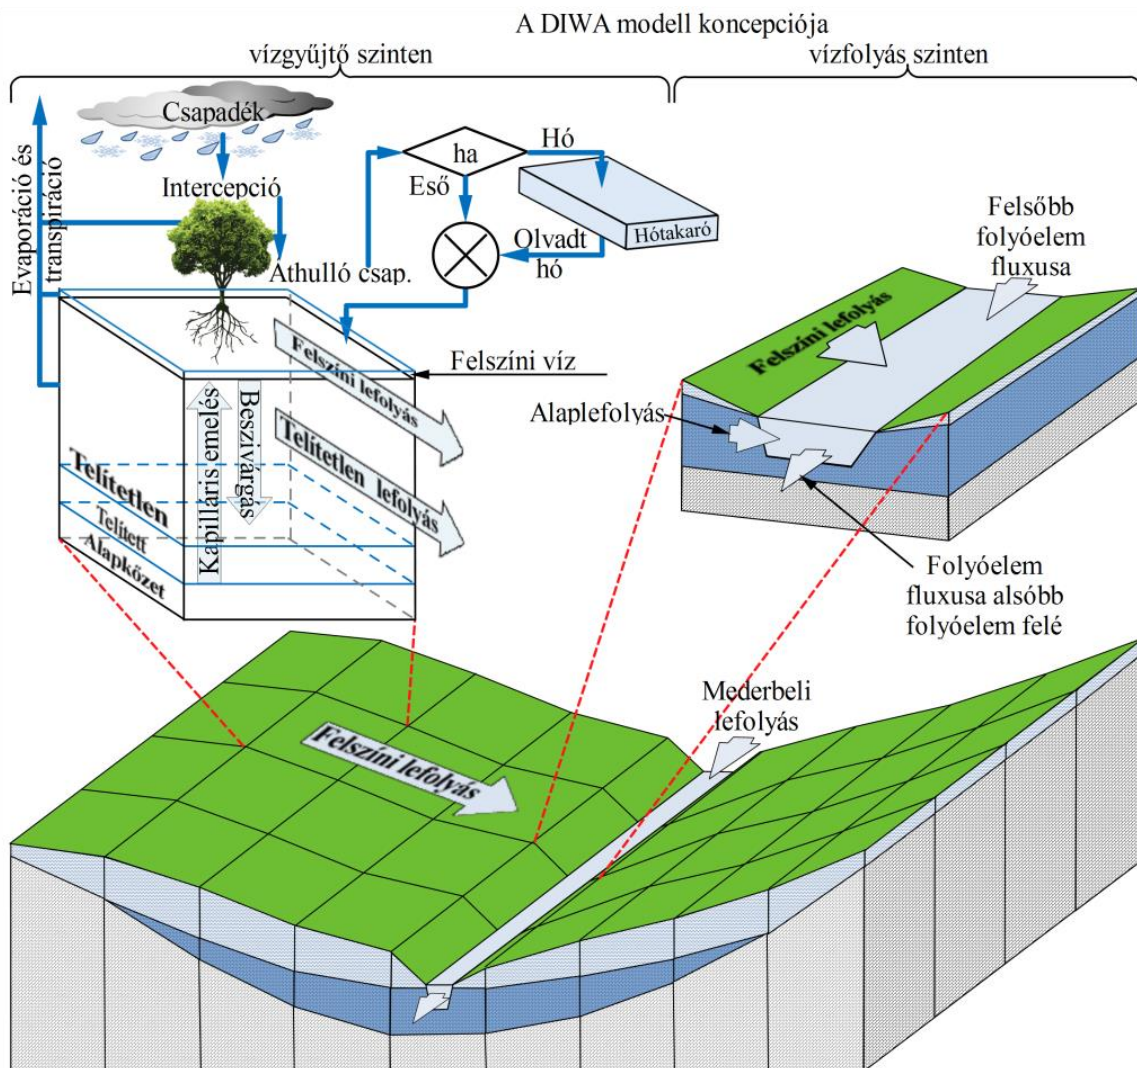 A DIWA modell koncepciója
vízgyűjtő szinten
vízfolyás szinten
Csapadék
Intercepció
Evaporáció és
transpiráció
Áthulló csap.
ha
Hó
Eső
Hótakaró
Olvadt
hó
Felszíni víz
Felszíni lefolyás
Telítetlen lefolyás
Kapilláris emelés
Beszivárgás
Telítetlen
Telített
Alapkőzet
Felsőbb
folyóelem
fluxusa
Felszíni lefolyás
Alaplefolyás
Folyóelem
fluxusa alsóbb
folyóelem felé
Mederbeli
lefolyás
Felszíni lefolyás